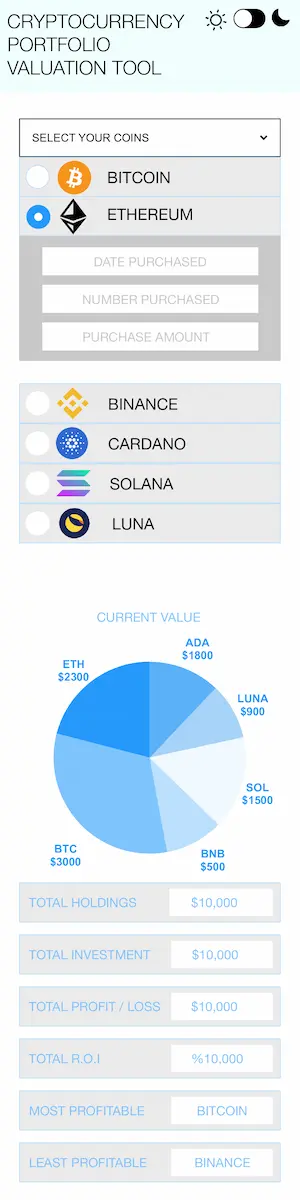 CRYPTOCURRENCY
PORTFOLIO
VALUATION TOOL
SELECT YOUR COINS
BITCOIN
ETHEREUM
DATE PURCHASED
NUMBER PURCHASED
PURCHASE AMOUNT
BINANCE
CARDANO
SOLANA
LUNA
CURRENT VALUE
ADA
$1800
ETH
$2300
LUNA
$900
SOL
$1500
BTC
$3000
BNB
$500
TOTAL HOLDINGS $10,000
TOTAL INVESTMENT $10,000
TOTAL PROFIT / LOSS $10,000
TOTAL R.O.I %10,000
MOST PROFITABLE BITCOIN
LEAST PROFITABLE BINANCE